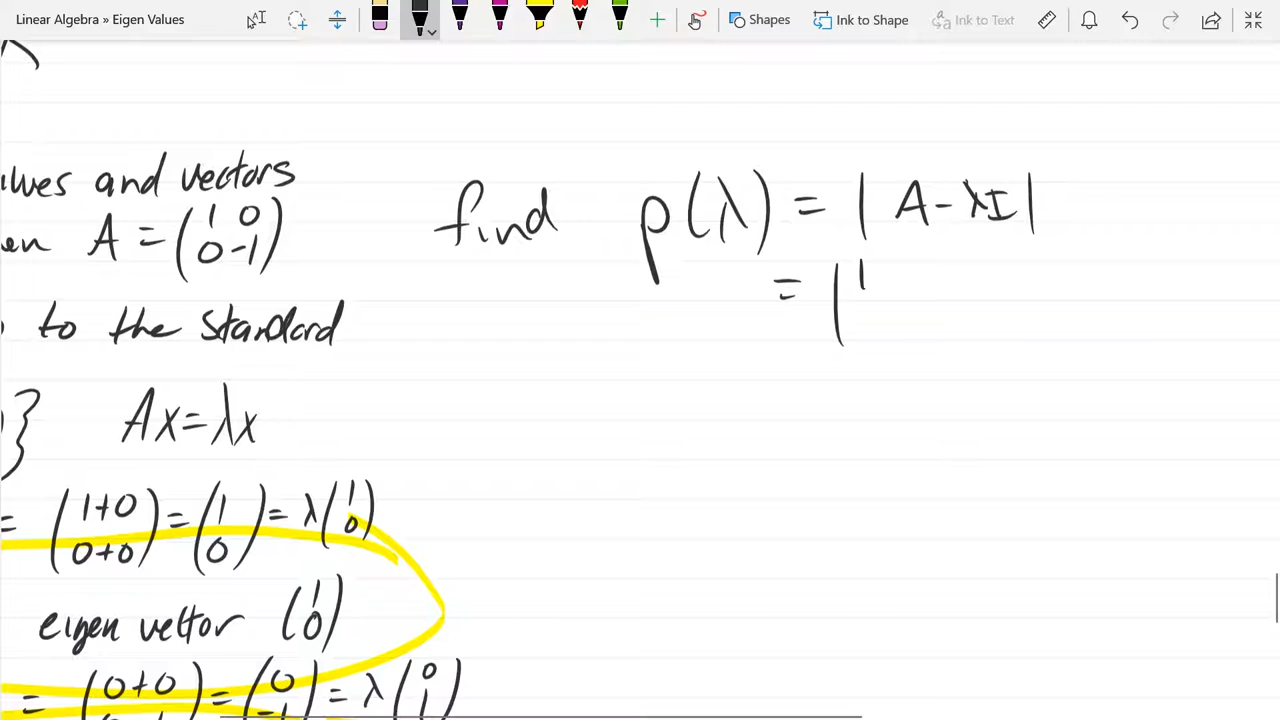 Linear Algebra » Eigen Values
Shapes
Ink to Shape
Ink to Text
and vectors
A = (1 0
0 -1)
to the standard
} Ax = λx
= (1+0
0+0) = (1
0) = λ(1
0)
eigen vector (1
0)
= (0+0 = (0 = λ(0
find p(λ) = | A - λI |
= | 1